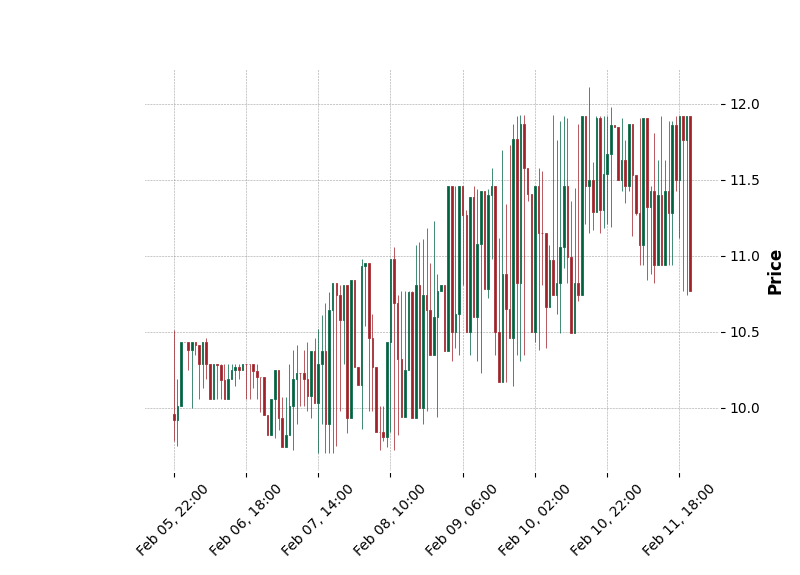 12.0
11.5
11.0
10.5
10.0
Price
Feb 05, 22:00
Feb 06, 18:00
Feb 07, 14:00
Feb 08, 10:00
Feb 09, 06:00
Feb 10, 02:00
Feb 10, 22:00
Feb 11, 18:00